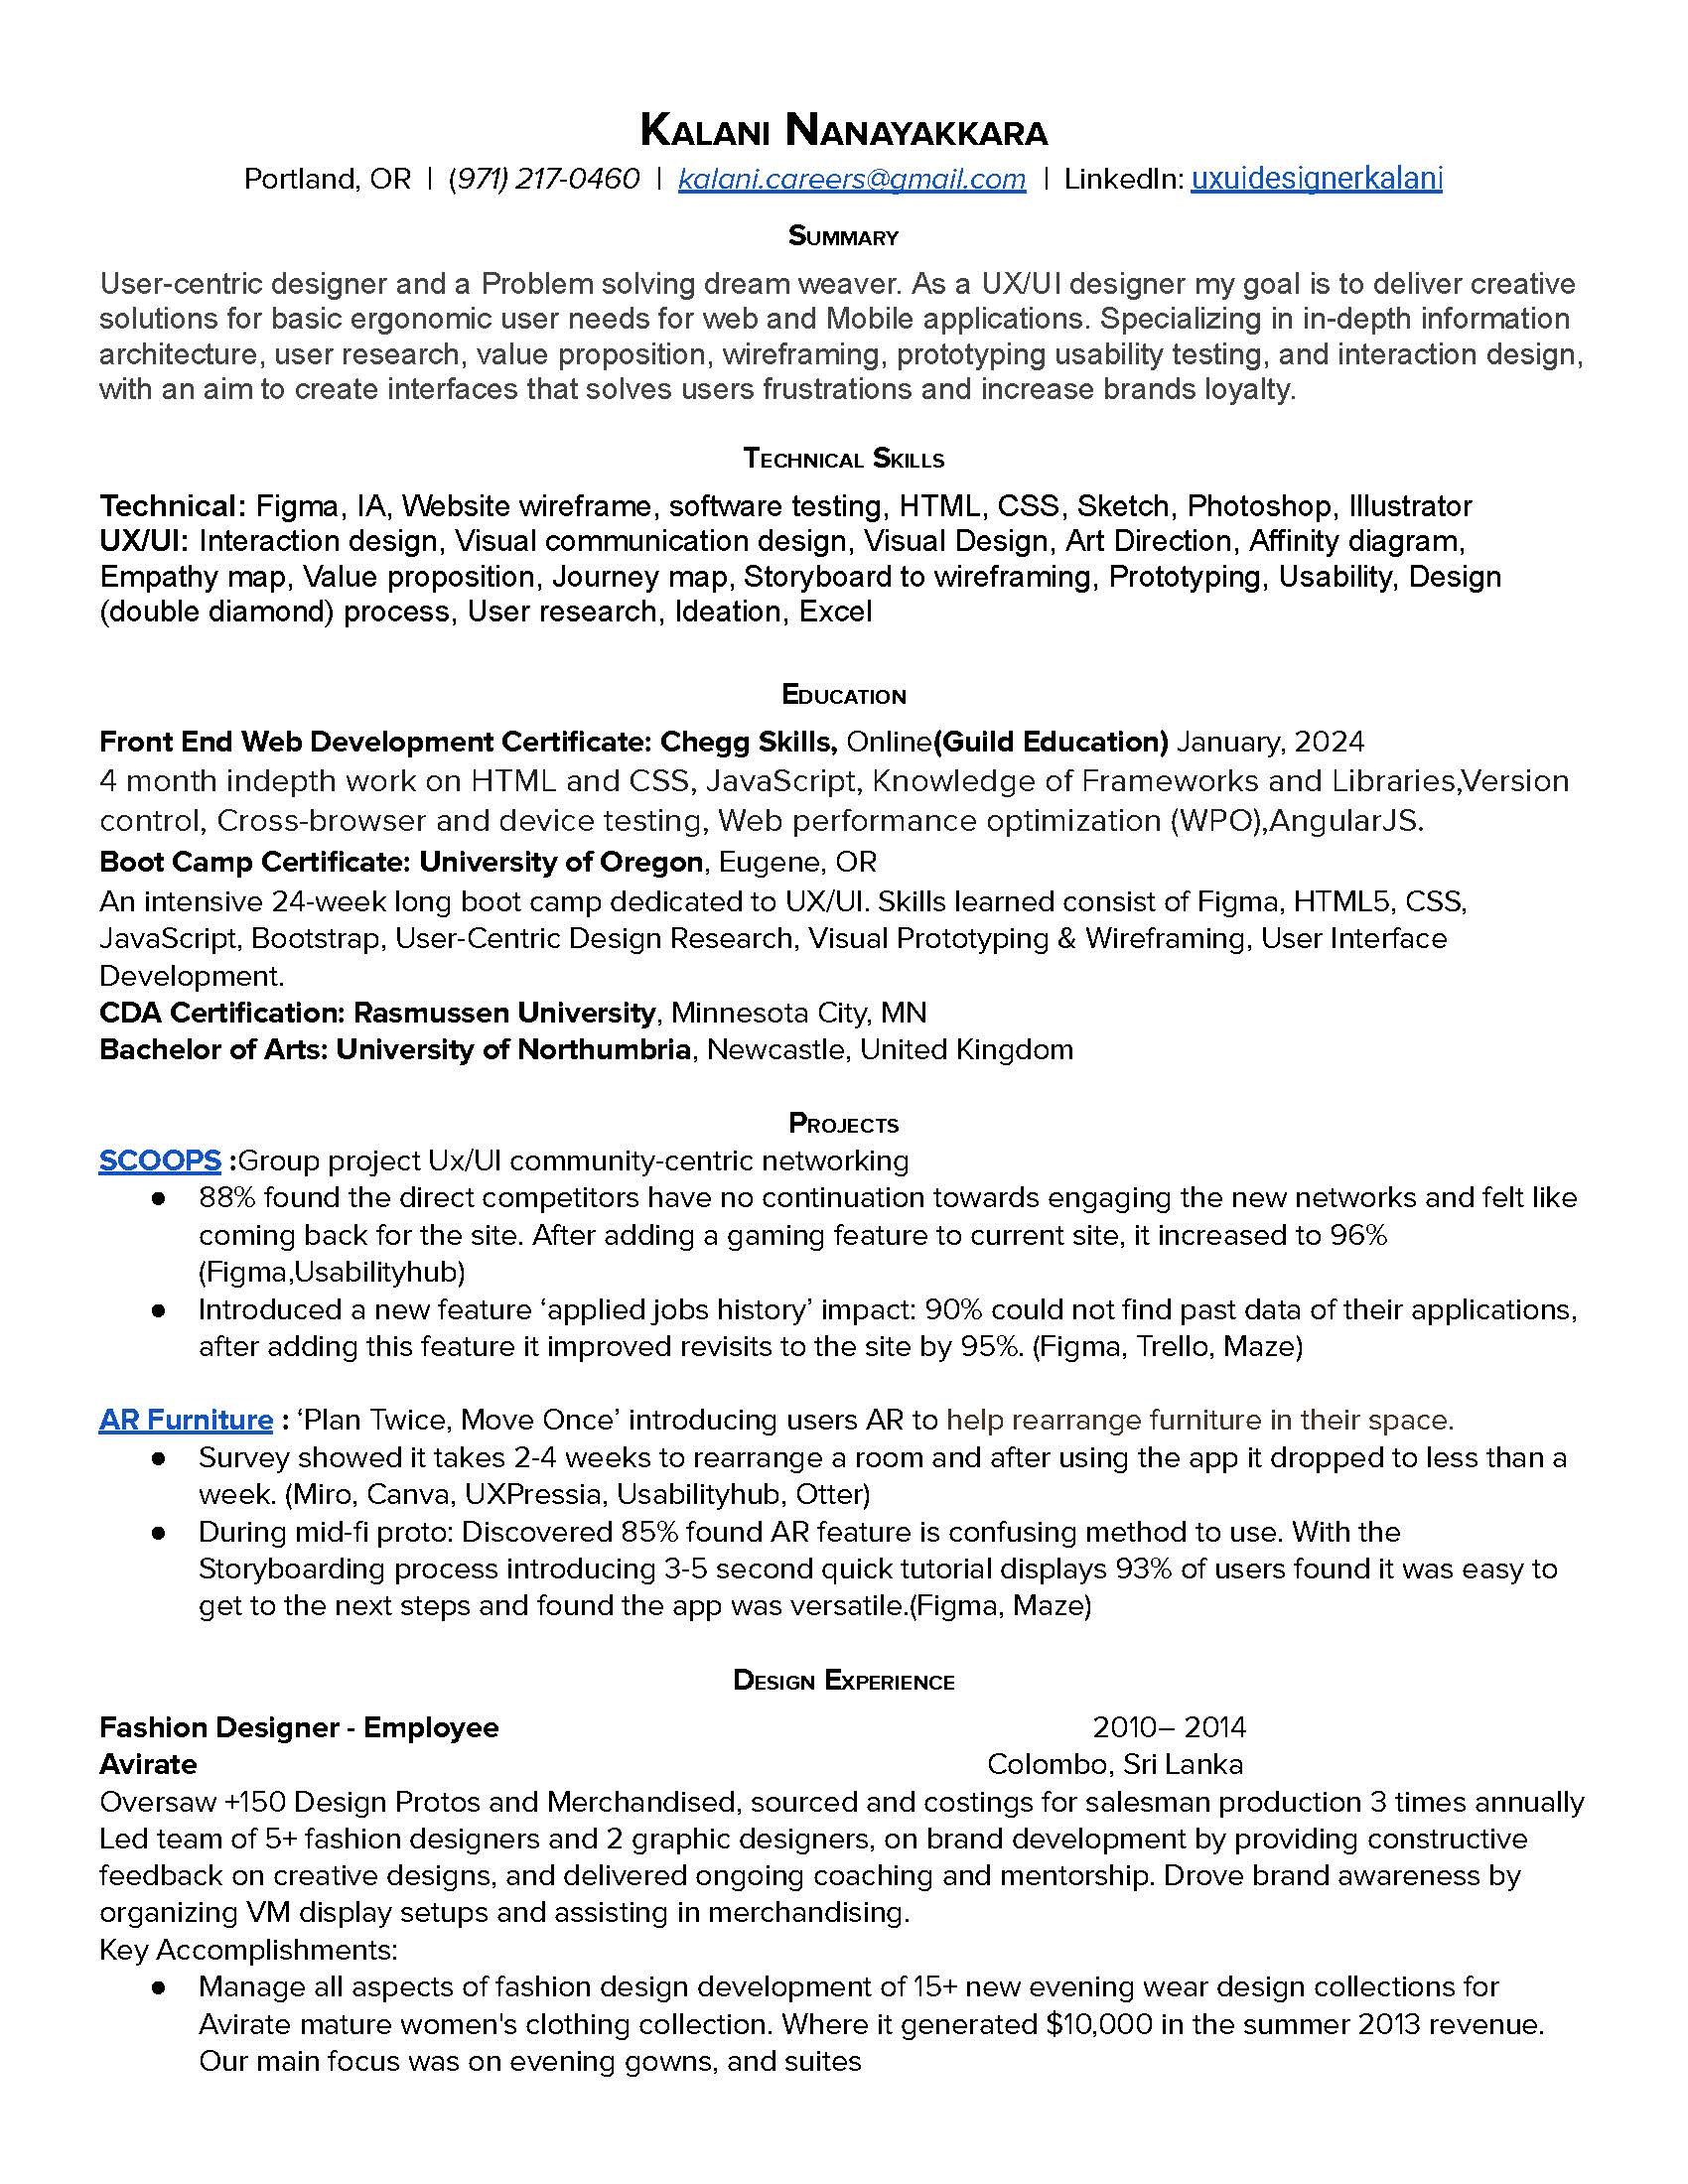 Kalani Nanayakkara
Portland, OR | (971) 217-0460 | kalani.careers@gmail.com | LinkedIn: uxuidesignerkalani
Summary
User-centric designer and a Problem solving dream weaver. As a UX/UI designer my goal is to deliver creative
solutions for basic ergonomic user needs for web and Mobile applications. Specializing in in-depth information
architecture, user research, value proposition, wireframing, prototyping usability testing, and interaction design,
with an aim to create interfaces that solves users frustrations and increase brands loyalty.
Technical Skills
Technical: Figma, IA, Website wireframe, software testing, HTML, CSS, Sketch, Photoshop, Illustrator
UX/UI: Interaction design, Visual communication design, Visual Design, Art Direction, Affinity diagram,
Empathy map, Value proposition, Journey map, Storyboard to wireframing, Prototyping, Usability, Design
(double diamond) process, User research, Ideation, Excel
Education
Front End Web Development Certificate: Chegg Skills, Online(Guild Education) January, 2024
4 month indepth work on HTML and CSS, JavaScript, Knowledge of Frameworks and Libraries,Version
control, Cross-browser and device testing, Web performance optimization (WPO),AngularJS.
Boot Camp Certificate: University of Oregon, Eugene, OR
An intensive 24-week long boot camp dedicated to UX/UI. Skills learned consist of Figma, HTML5, CSS,
JavaScript, Bootstrap, User-Centric Design Research, Visual Prototyping & Wireframing, User Interface
Development.
CDA Certification: Rasmussen University, Minnesota City, MN
Bachelor of Arts: University of Northumbria, Newcastle, United Kingdom
Projects
SCOOPS :Group project Ux/UI community-centric networking
● 88% found the direct competitors have no continuation towards engaging the new networks and felt like
coming back for the site. After adding a gaming feature to current site, it increased to 96%
(Figma,Usabilityhub)
● Introduced a new feature ‘applied jobs history’ impact: 90% could not find past data of their applications,
after adding this feature it improved revisits to the site by 95%. (Figma, Trello, Maze)
AR Furniture : ‘Plan Twice, Move Once’ introducing users AR to help rearrange furniture in their space.
● Survey showed it takes 2-4 weeks to rearrange a room and after using the app it dropped to less than a
week. (Miro, Canva, UXPressia, Usabilityhub, Otter)
● During mid-fi proto: Discovered 85% found AR feature is confusing method to use. With the
Storyboarding process introducing 3-5 second quick tutorial displays 93% of users found it was easy to
get to the next steps and found the app was versatile.(Figma, Maze)
Design Experience
Fashion Designer - Employee 2010– 2014
Avirate Colombo, Sri Lanka
Oversaw +150 Design Protos and Merchandised, sourced and costings for salesman production 3 times annually
Led team of 5+ fashion designers and 2 graphic designers, on brand development by providing constructive
feedback on creative designs, and delivered ongoing coaching and mentorship. Drove brand awareness by
organizing VM display setups and assisting in merchandising.
Key Accomplishments:
● Manage all aspects of fashion design development of 15+ new evening wear design collections for
Avirate mature women's clothing collection. Where it generated $10,000 in the summer 2013 revenue.
Our main focus was on evening gowns, and suites